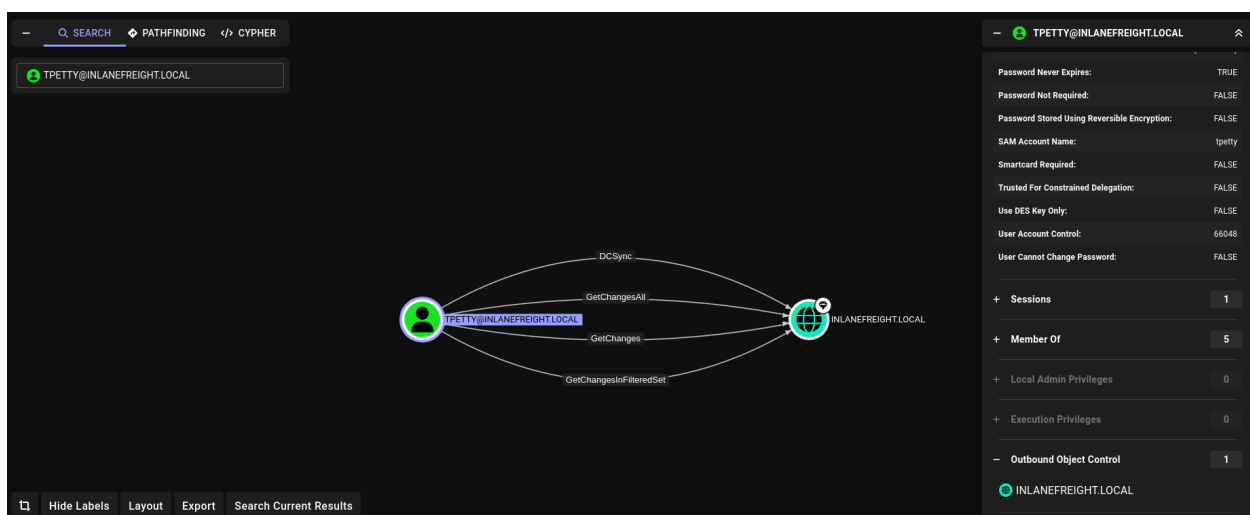 SEARCH PATHFINDING </> CYPHER
TPETTY@INLANEFREIGHT.LOCAL
DCSync
GetChangesAll
TPETTY@INLANEFREIGHT.LOCAL
INLANEFREIGHT.LOCAL
GetChanges
GetChangesInFilteredSet
Hide Labels Layout Export Search Current Results
TPETTY@INLANEFREIGHT.LOCAL
Password Never Expires: TRUE
Password Not Required: FALSE
Password Stored Using Reversible Encryption: FALSE
SAM Account Name: tpetty
Smartcard Required: FALSE
Trusted For Constrained Delegation: FALSE
Use DES Key Only: FALSE
User Account Control: 66048
User Cannot Change Password: FALSE
+ Sessions 1
+ Member Of 5
+ Local Admin Privileges 0
+ Execution Privileges 0
− Outbound Object Control 1
INLANEFREIGHT.LOCAL